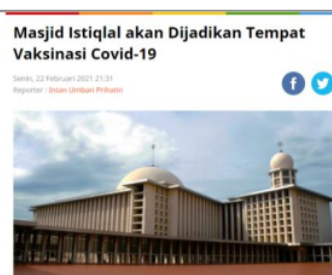 Masjid Istiqlal akan Dijadikan Tempat
Vaksinasi Covid-19
Senin, 22 Februari 2021 21:31
Reporter : Intan Umbari Prihatin